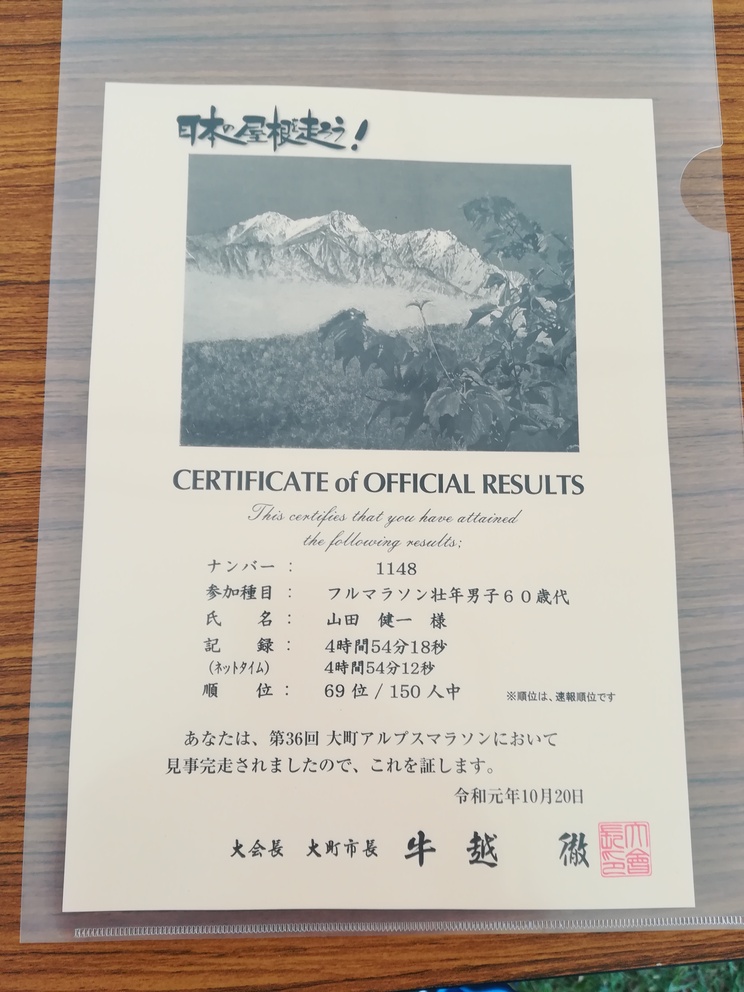 日本の屋根を走ろう！
CERTIFICATE of OFFICIAL RESULTS
This certifies that you have attained
the following results;
ナンバー： 1148
参加種目： フルマラソン壮年男子６０歳代
氏　　名： 山田　健一　様
記　　録： 4時間54分18秒
（ネットタイム） 4時間54分12秒
順　　位： 69 位 / 150 人中 ※順位は、速報順位です
あなたは、第36回 大町アルプスマラソンにおいて
見事完走されましたので、これを証します。
令和元年10月20日
大会長　大町市長　牛越　徹
大會長印